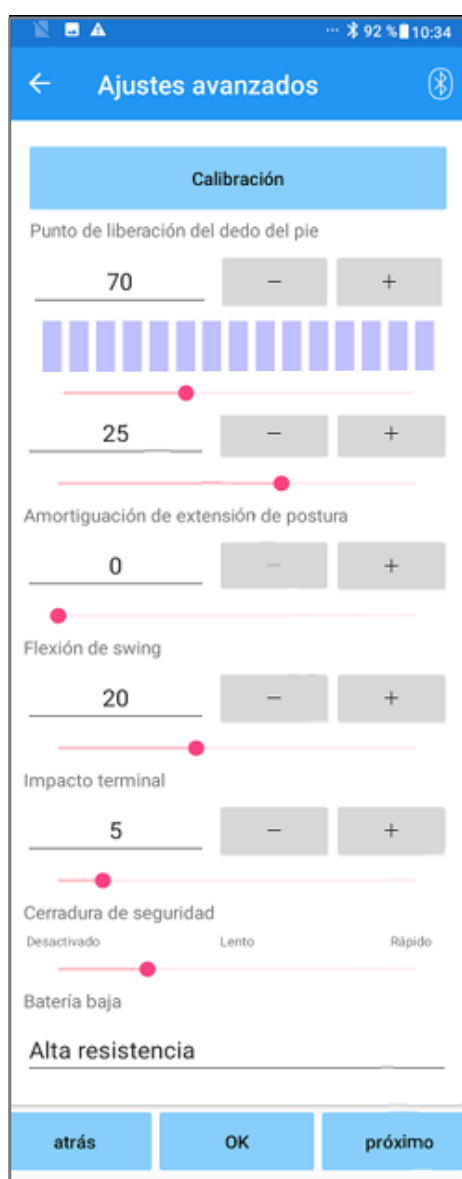 92 % 10:34
Ajustes avanzados
Calibración
Punto de liberación del dedo del pie
70 − +
25 − +
Amortiguación de extensión de postura
0 − +
Flexión de swing
20 − +
Impacto terminal
5 − +
Cerradura de seguridad
Desactivado Lento Rápido
Batería baja
Alta resistencia
atrás OK próximo